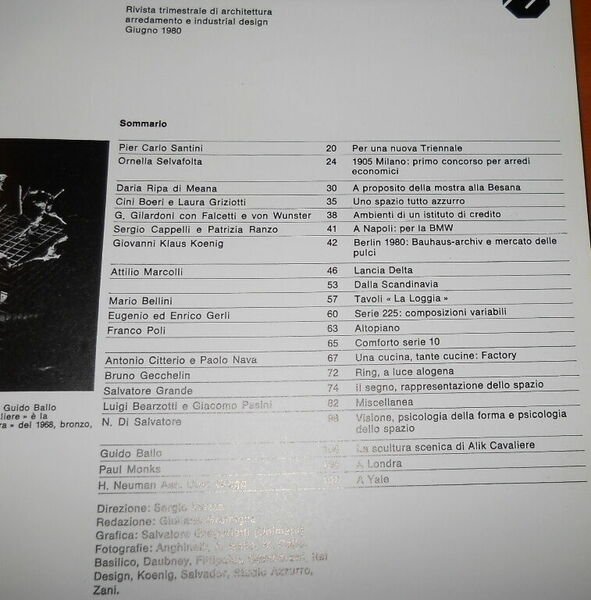 Rivista trimestrale di architettura
arredamento e industrial design
Giugno 1980
Sommario
Pier Carlo Santini 20 Per una nuova Triennale
Ornella Selvafolta 24 1905 Milano: primo concorso per arredi
economici
Daria Ripa di Meana 30 A proposito della mostra alla Besana
Cini Boeri e Laura Griziotti 35 Uno spazio tutto azzurro
G. Gilardoni con Falcetti e von Wunster 38 Ambienti di un istituto di credito
Sergio Cappelli e Patrizia Ranzo 41 A Napoli: per la BMW
Giovanni Klaus Koenig 42 Berlin 1980: Bauhaus-archiv e mercato delle
pulci
Attilio Marcolli 46 Lancia Delta
53 Dalla Scandinavia
Mario Bellini 57 Tavoli « La Loggia »
Eugenio ed Enrico Gerli 60 Serie 225: composizioni variabili
Franco Poli 63 Altopiano
65 Comforto serie 10
Antonio Citterio e Paolo Nava 67 Una cucina, tante cucine: Factory
Bruno Gecchelin 72 Ring, a luce alogena
Salvatore Grande 74 Il segno, rappresentazione dello spazio
Luigi Bearzotti e Giacomo Pasini 82 Miscellanea
N. Di Salvatore 98 Visione, psicologia della forma e psicologia
dello spazio
Guido Ballo La scultura scenica di Alik Cavaliere
Paul Monks A Londra
H. Neuman A Yale
Guido Ballo
liere » è la
ra » del 1968, bronzo,
Direzione: Sergio
Redazione:
Grafica: Salvatore
Fotografie: Anghinelli,
Basilico, Daubney,
Design, Koenig, Salvador, Studio Azzurro,
Zani.